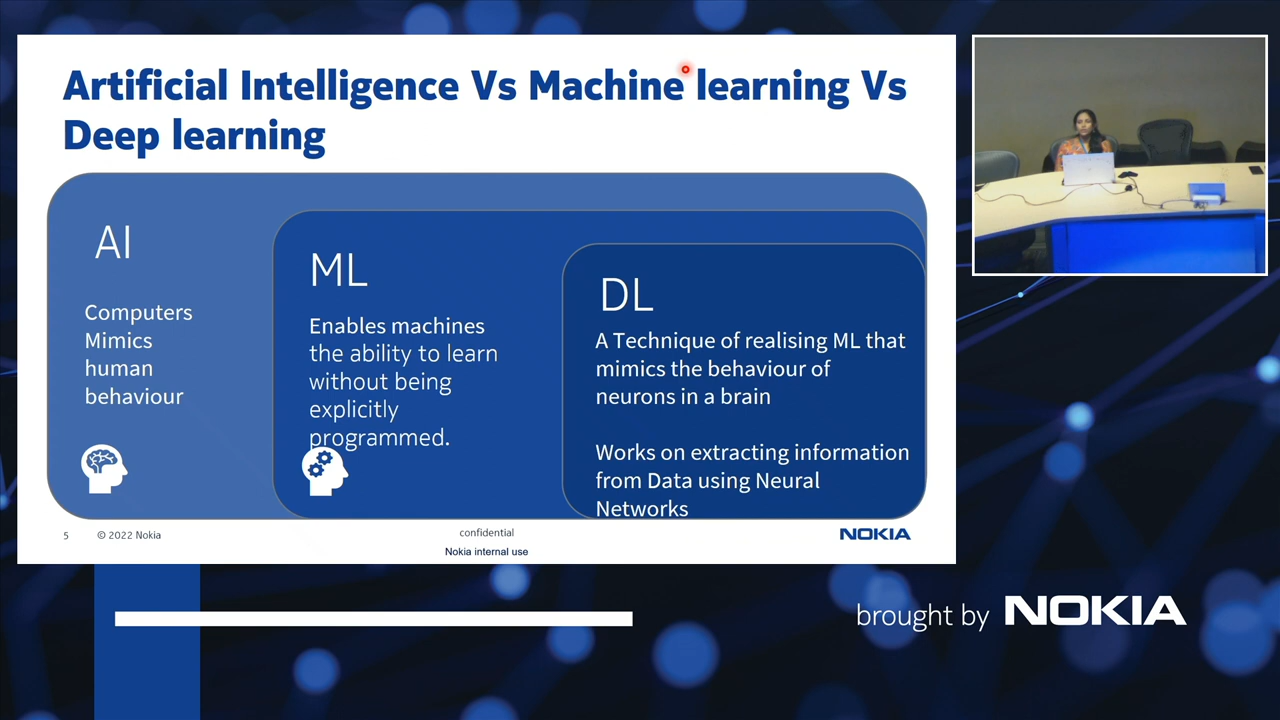 Artificial Intelligence Vs Machine learning Vs
Deep learning
AI
Computers
Mimics
human
behaviour
ML
Enables machines
the ability to learn
without being
explicitly
programmed.
DL
A Technique of realising ML that
mimics the behaviour of
neurons in a brain
Works on extracting information
from Data using Neural
Networks
5 © 2022 Nokia
confidential
Nokia internal use
NOKIA
brought by NOKIA